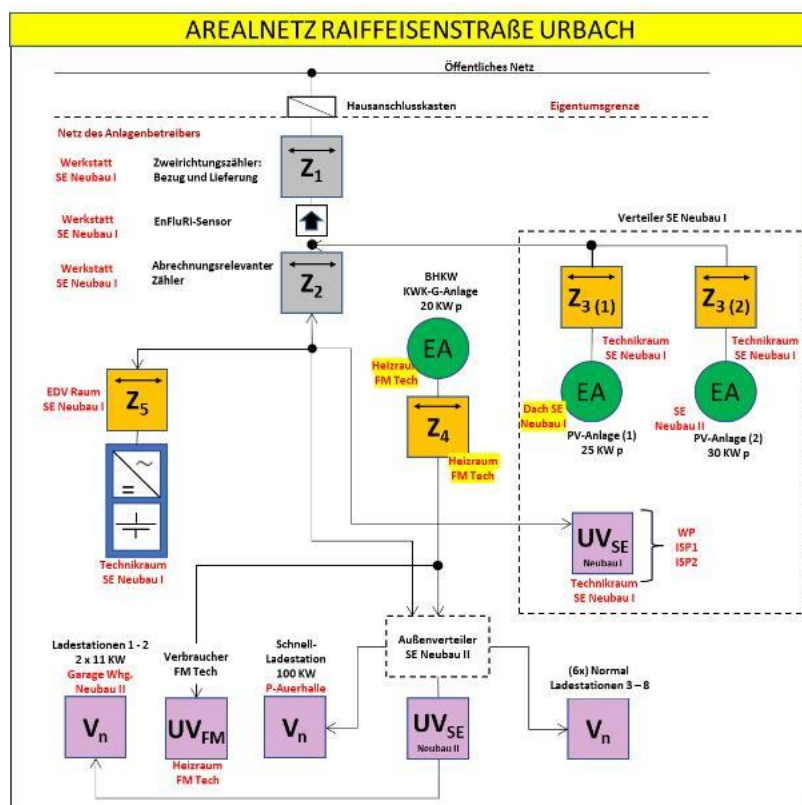 AREALNETZ RAIFFEISENSTRAßE URBACH
Öffentliches Netz
Hausanschlusskasten
Eigentumsgrenze
Netz des Anlagenbetreibers
Werkstatt
SE Neubau I
Zweirichtungszähler:
Bezug und Lieferung
Z1
Werkstatt
SE Neubau I
EnFluRi-Sensor
Verteiler SE Neubau I
Werkstatt
SE Neubau I
Abrechnungsrelevanter
Zähler
Z2
BHKW
KWK-G-Anlage
20 KW p
EA
Heizraum
FM Tech
Z4
Heizraum
FM Tech
Z3 (1)
Technikraum
SE Neubau I
EA
Dach SE
Neubau I
PV-Anlage (1)
25 KW p
Z3 (2)
Technikraum
SE Neubau I
EA
SE
Neubau II
PV-Anlage (2)
30 KW p
EDV Raum
SE Neubau I
Z5
~
=
Technikraum
SE Neubau I
UVSE
Neubau I
Technikraum
SE Neubau I
WP
ISP1
ISP2
Außenverteiler
SE Neubau II
Ladestationen 1 - 2
2 x 11 KW
Garage Whg.
Neubau II
Vn
Verbraucher
FM Tech
UVFM
Heizraum
FM Tech
Schnell-
Ladestation
100 KW
P-Auerhalle
Vn
UVSE
Neubau II
(6x) Normal
Ladestationen 3 – 8
Vn